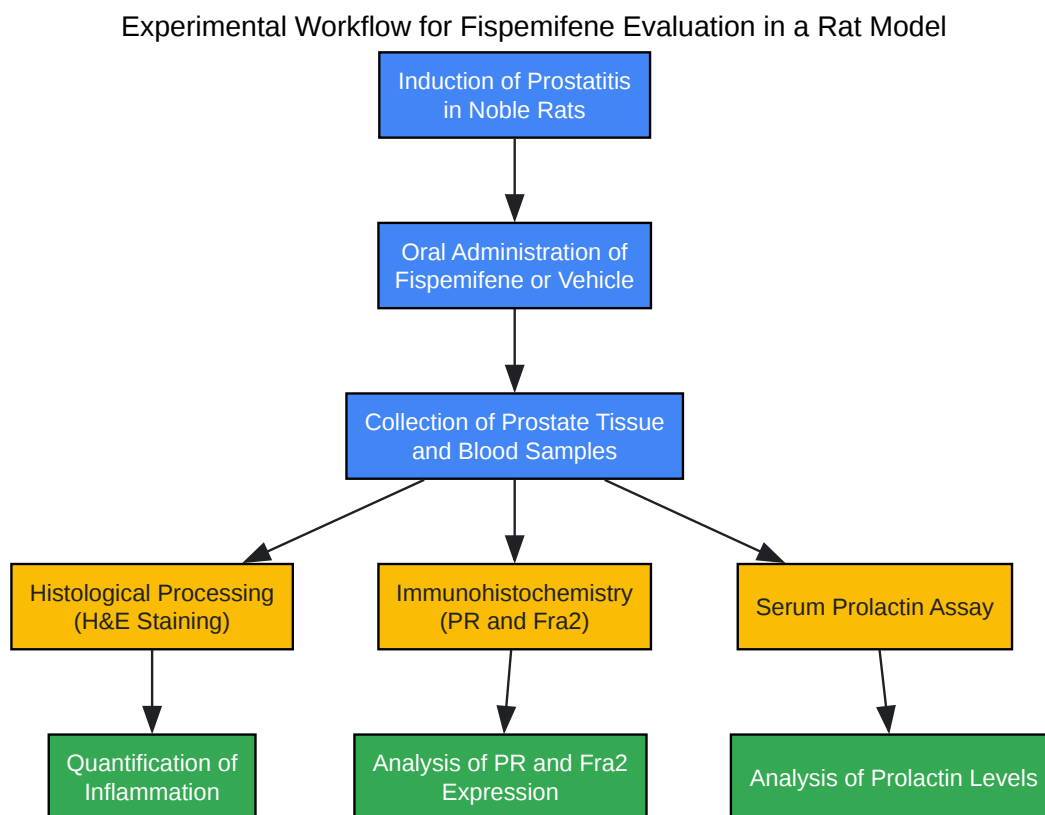 Experimental Workflow for Fispemifene Evaluation in a Rat Model
Induction of Prostatitis
in Noble Rats
Oral Administration of
Fispemifene or Vehicle
Collection of Prostate Tissue
and Blood Samples
Histological Processing
(H&E Staining)
Immunohistochemistry
(PR and Fra2)
Serum Prolactin Assay
Quantification of
Inflammation
Analysis of PR and Fra2
Expression
Analysis of Prolactin Levels